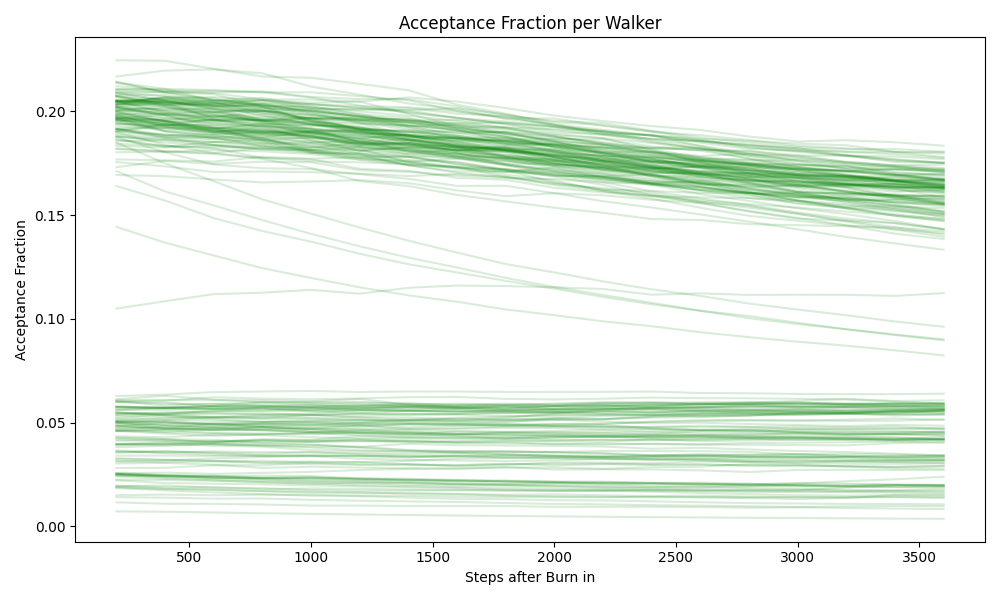 Acceptance Fraction per Walker
Acceptance Fraction
0.20
0.15
0.10
0.05
0.00
500 1000 1500 2000 2500 3000 3500
Steps after Burn in